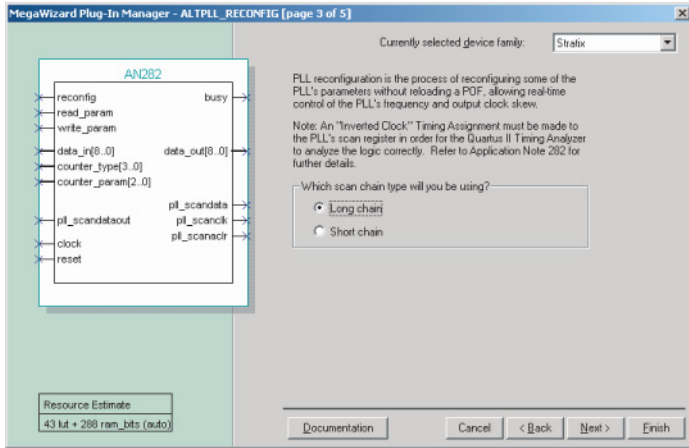 MegaWizard Plug-In Manager - ALTPLL_RECONFIG [page 3 of 5]
Currently selected device family: Stratix
AN282
reconfig busy
read_param
write_param
data_in[8..0] data_out[8..0]
counter_type[3..0]
counter_param[2..0]
pll_scandata
pll_scandataout pll_scanclk
pll_scanaclr
clock
reset
PLL reconfiguration is the process of reconfiguring some of the
PLL's parameters without reloading a POF, allowing real-time
control of the PLL's frequency and output clock skew.
Note: An "Inverted Clock" Timing Assignment must be made to
the PLL's scan register in order for the Quartus II Timing Analyzer
to analyze the logic correctly. Refer to Application Note 282 for
further details.
Which scan chain type will you be using?
Long chain
Short chain
Resource Estimate
43 lut + 288 ram_bits (auto)
Documentation Cancel < Back Next > Finish